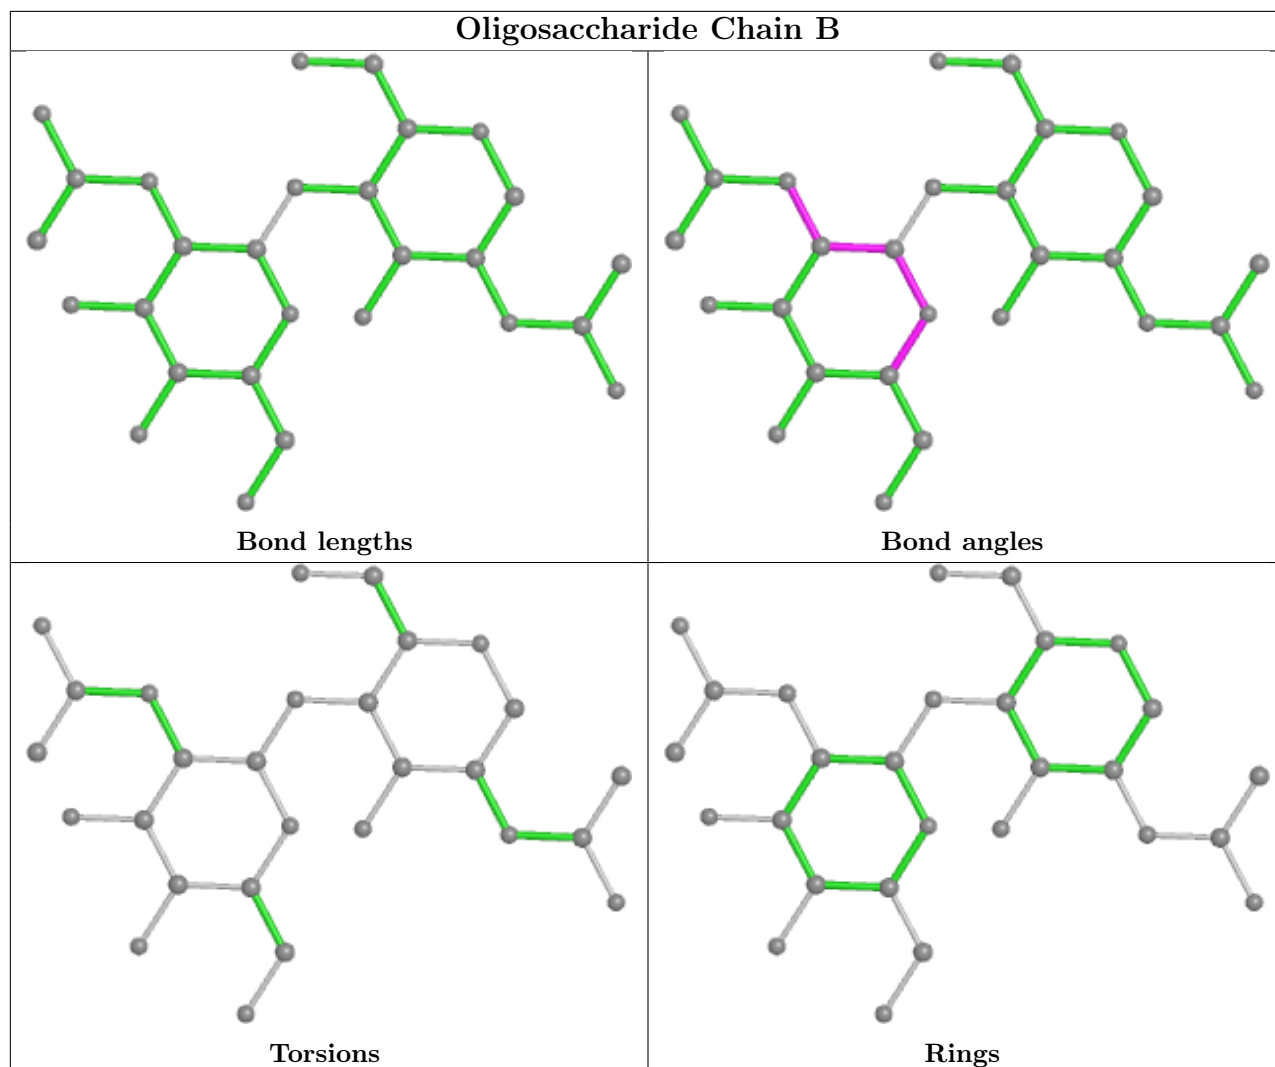 Oligosaccharide Chain B
Bond lengths
Bond angles
Torsions
Rings